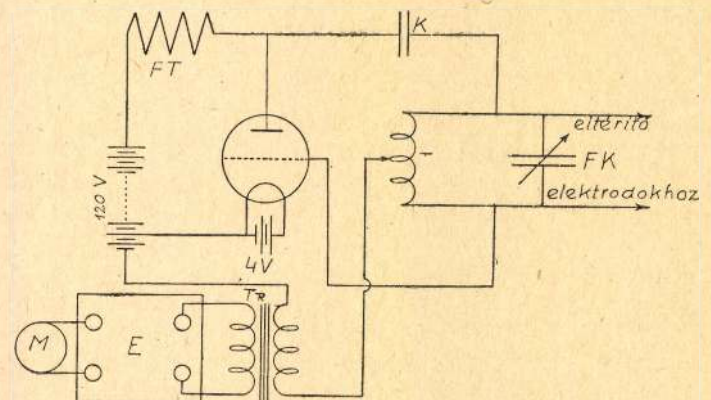 K
FT
eltérítő
FK
120 V
elektrodokhoz
4V
TR
M
E